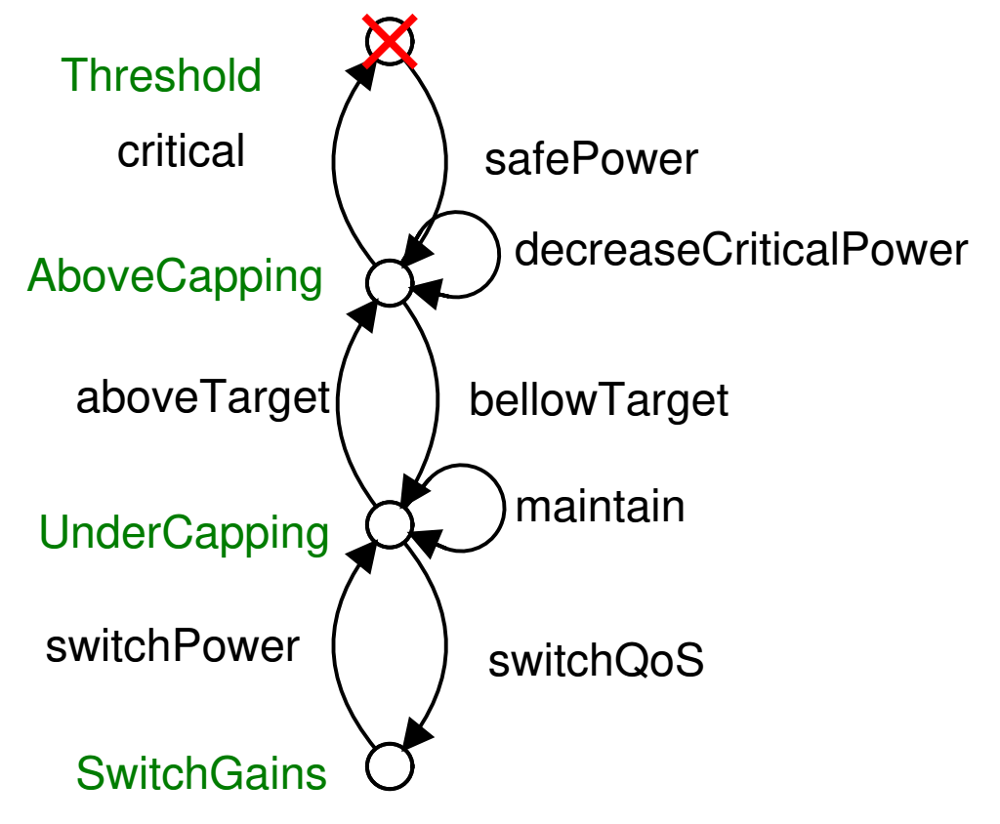 Threshold
critical
safePower
decreaseCriticalPower
AboveCapping
aboveTarget
bellowTarget
maintain
UnderCapping
switchPower
switchQoS
SwitchGains